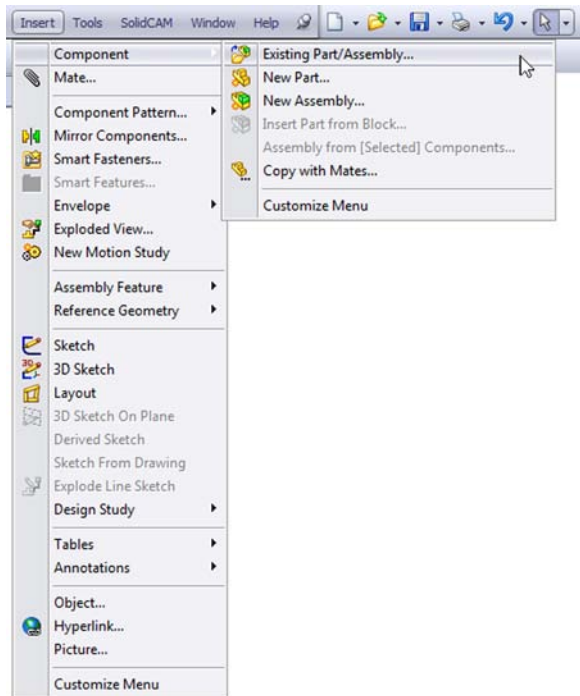 Insert Tools SolidCAM Window Help
Component
Mate...
Component Pattern...
Mirror Components...
Smart Fasteners...
Smart Features...
Envelope
Exploded View...
New Motion Study
Assembly Feature
Reference Geometry
Sketch
3D Sketch
Layout
3D Sketch On Plane
Derived Sketch
Sketch From Drawing
Explode Line Sketch
Design Study
Tables
Annotations
Object...
Hyperlink...
Picture...
Customize Menu
Existing Part/Assembly...
New Part...
New Assembly...
Insert Part from Block...
Assembly from [Selected] Components...
Copy with Mates...
Customize Menu